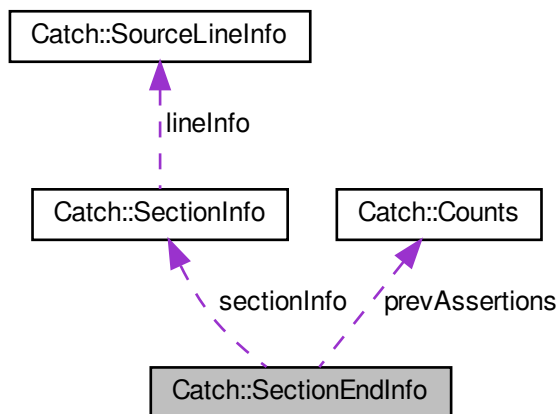 Catch::SourceLineInfo
lineInfo
Catch::SectionInfo
Catch::Counts
sectionInfo
prevAssertions
Catch::SectionEndInfo